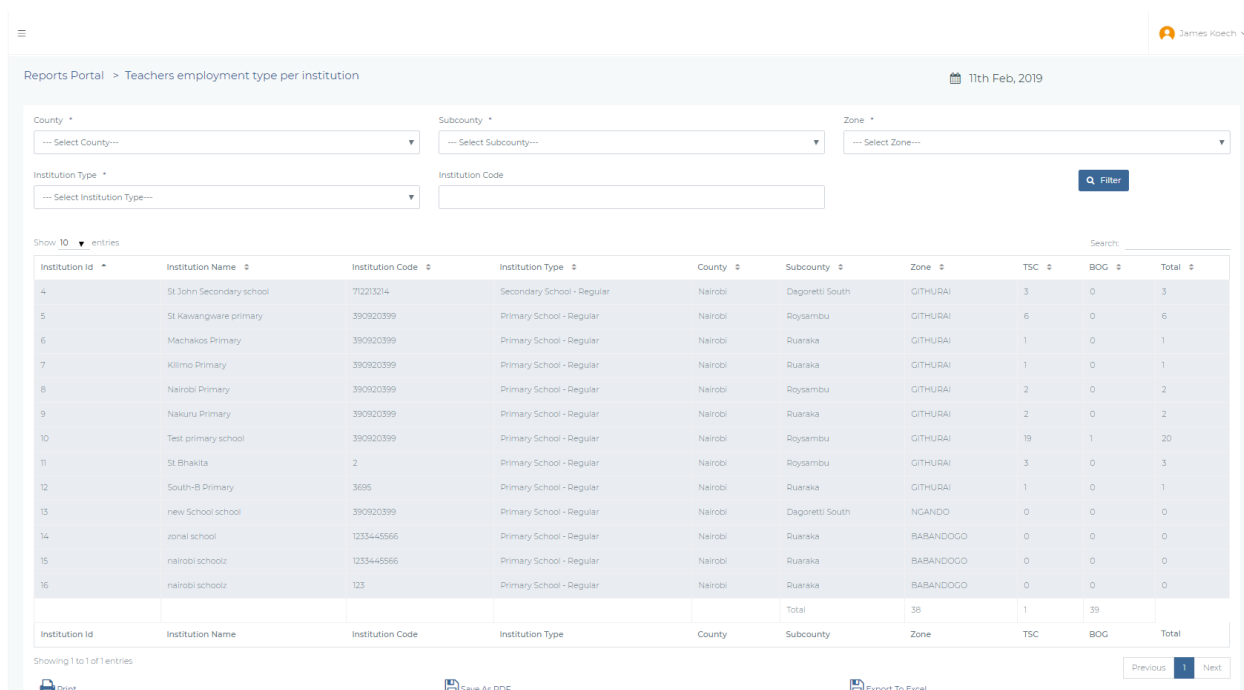 James Koech
Reports Portal > Teachers employment type per institution 11th Feb, 2019
County * Subcounty * Zone *
--- Select County--- --- Select Subcounty--- --- Select Zone---
Institution Type * Institution Code
--- Select Institution Type--- Filter
Show 10 entries Search:
Institution Id Institution Name Institution Code Institution Type County Subcounty Zone TSC BOG Total
4 St John Secondary school 712213214 Secondary School - Regular Nairobi Dagoretti South GITHURAI 3 0 3
5 St Kawangware primary 390920399 Primary School - Regular Nairobi Roysambu GITHURAI 6 0 6
6 Machakos Primary 390920399 Primary School - Regular Nairobi Ruaraka GITHURAI 1 0 1
7 Kilimo Primary 390920399 Primary School - Regular Nairobi Ruaraka GITHURAI 1 0 1
8 Nairobi Primary 390920399 Primary School - Regular Nairobi Roysambu GITHURAI 2 0 2
9 Nakuru Primary 390920399 Primary School - Regular Nairobi Ruaraka GITHURAI 2 0 2
10 Test primary school 390920399 Primary School - Regular Nairobi Roysambu GITHURAI 19 1 20
11 St Bhakita 2 Primary School - Regular Nairobi Roysambu GITHURAI 3 0 3
12 South-B Primary 3695 Primary School - Regular Nairobi Ruaraka GITHURAI 1 0 1
13 new School school 390920399 Primary School - Regular Nairobi Dagoretti South NGANDO 0 0 0
14 zonal school 1233445566 Primary School - Regular Nairobi Ruaraka BABANDOGO 0 0 0
15 nairobi schoolz 1233445566 Primary School - Regular Nairobi Ruaraka BABANDOGO 0 0 0
16 nairobi schoolz 123 Primary School - Regular Nairobi Ruaraka BABANDOGO 0 0 0
Total 38 1 39
Institution Id Institution Name Institution Code Institution Type County Subcounty Zone TSC BOG Total
Showing 1 to 1 of 1 entries Previous 1 Next
Print Save As PDF Export To Excel